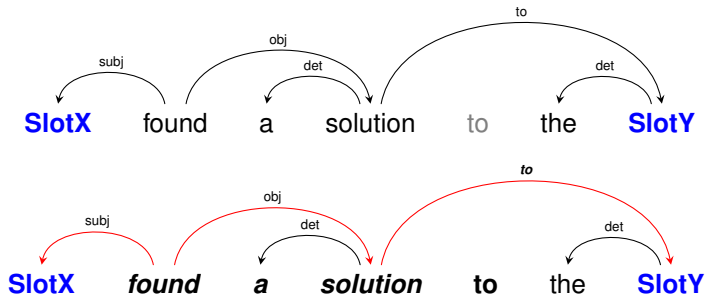 to
obj
subj det det
SlotX found a solution to the SlotY
to
obj
subj det det
SlotX found a solution to the SlotY